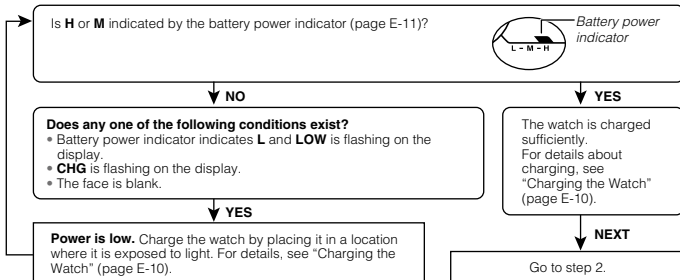 Is H or M indicated by the battery power indicator (page E-11)?
Battery power
indicator
L – M – H
NO
YES
Does any one of the following conditions exist?
• Battery power indicator indicates L and LOW is flashing on the
display.
• CHG is flashing on the display.
• The face is blank.
The watch is charged
sufficiently.
For details about
charging, see
“Charging the Watch”
(page E-10).
YES
NEXT
Power is low. Charge the watch by placing it in a location
where it is exposed to light. For details, see “Charging the
Watch” (page E-10).
Go to step 2.